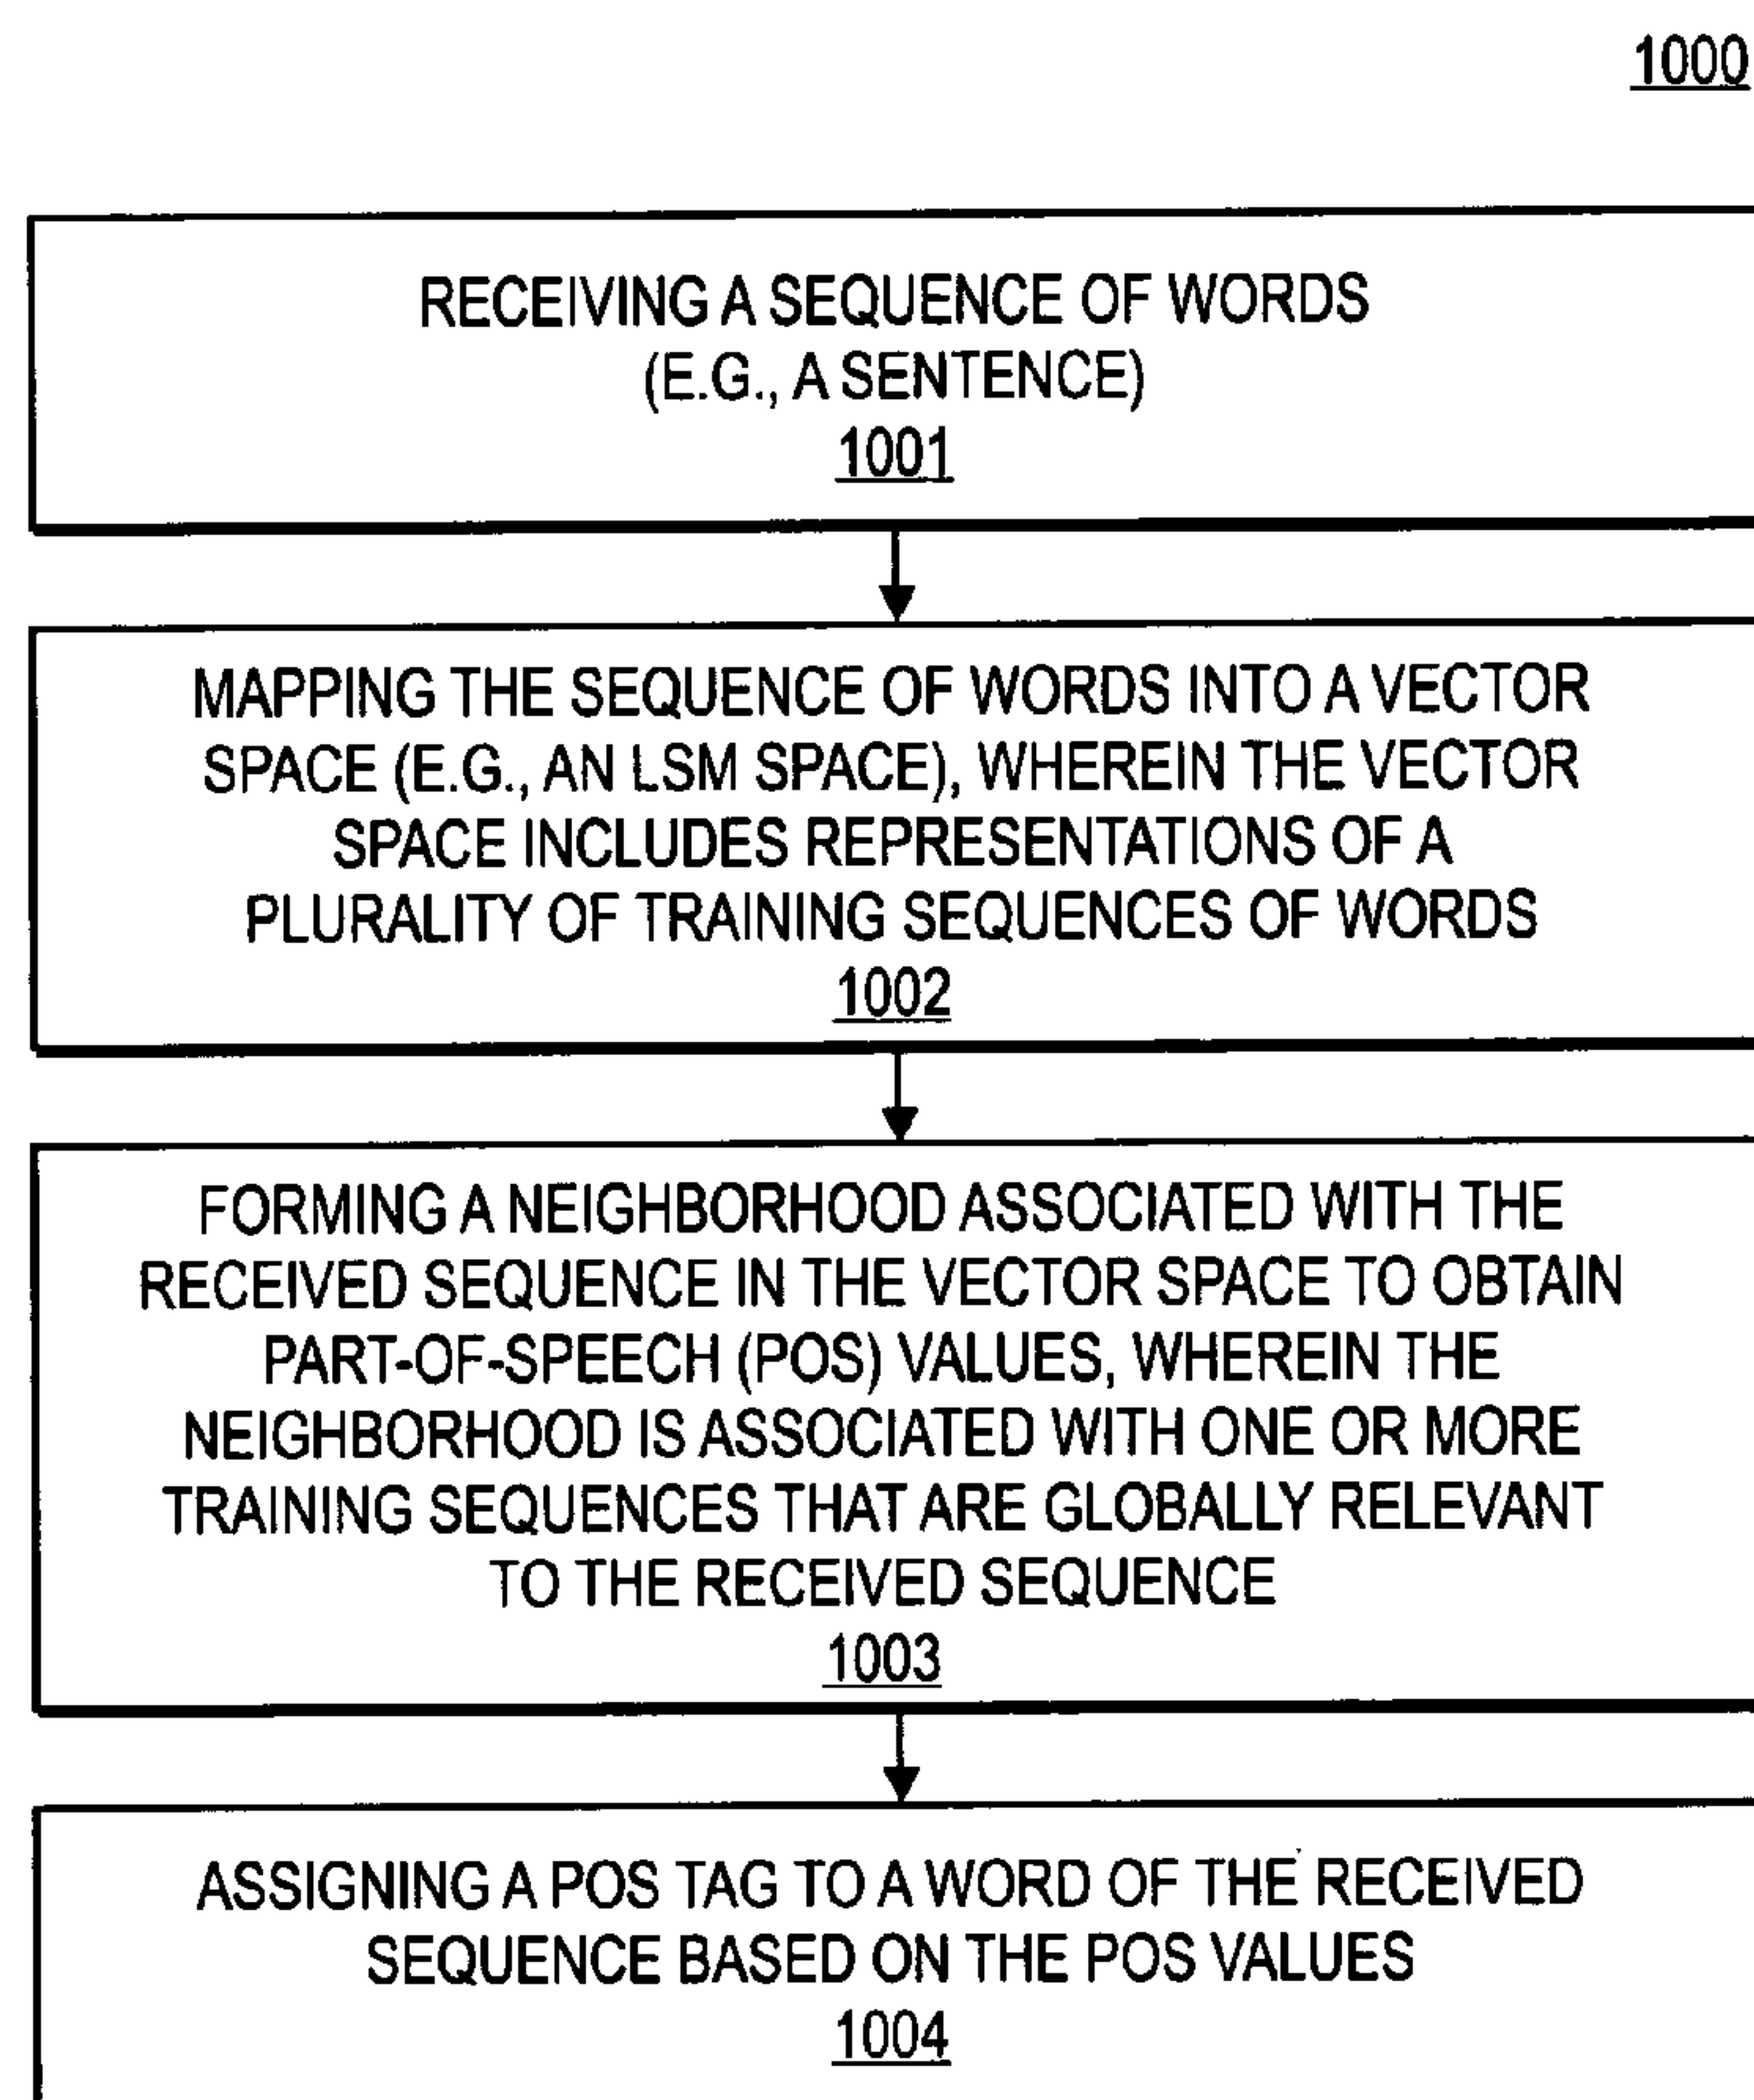 1000
RECEIVING A SEQUENCE OF WORDS
(E.G., A SENTENCE)
1001
MAPPING THE SEQUENCE OF WORDS INTO A VECTOR
SPACE (E.G., AN LSM SPACE), WHEREIN THE VECTOR
SPACE INCLUDES REPRESENTATIONS OF A
PLURALITY OF TRAINING SEQUENCES OF WORDS
1002
FORMING A NEIGHBORHOOD ASSOCIATED WITH THE
RECEIVED SEQUENCE IN THE VECTOR SPACE TO OBTAIN
PART-OF-SPEECH (POS) VALUES, WHEREIN THE
NEIGHBORHOOD IS ASSOCIATED WITH ONE OR MORE
TRAINING SEQUENCES THAT ARE GLOBALLY RELEVANT
TO THE RECEIVED SEQUENCE
1003
ASSIGNING A POS TAG TO A WORD OF THE RECEIVED
SEQUENCE BASED ON THE POS VALUES
1004